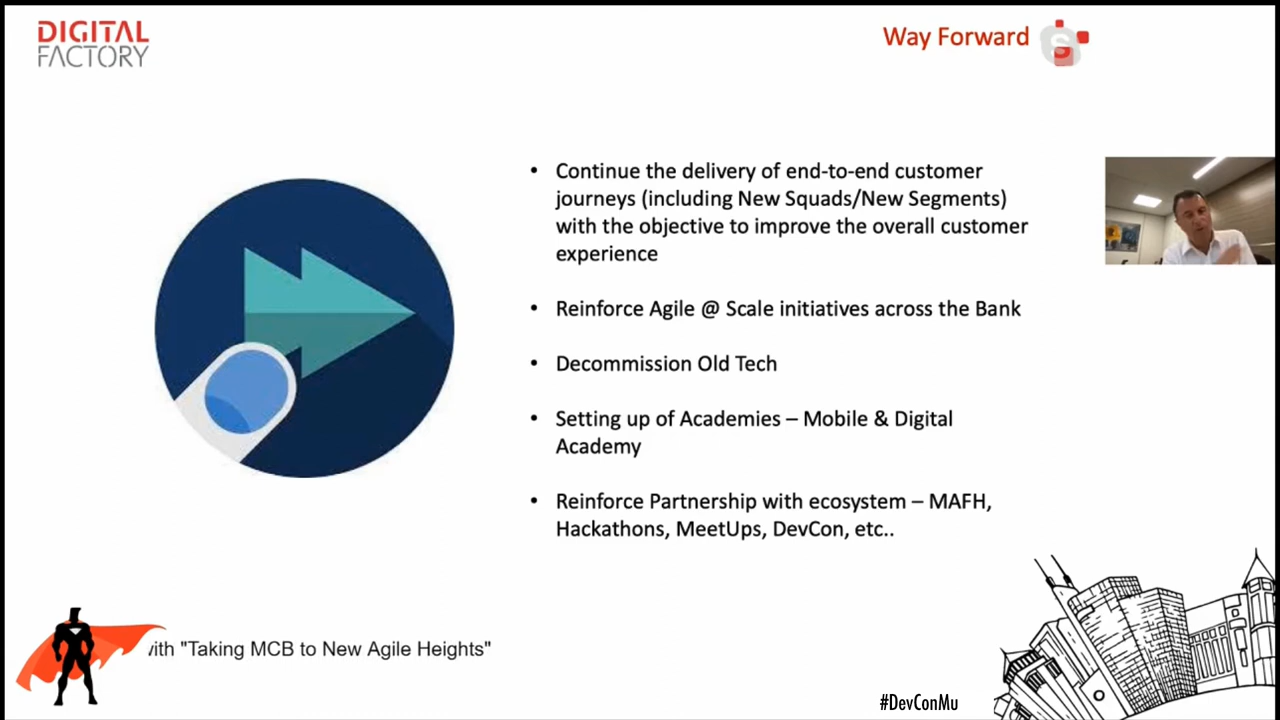 DIGITAL
FACTORY
Way Forward
S
• Continue the delivery of end-to-end customer
journeys (including New Squads/New Segments)
with the objective to improve the overall customer
experience
• Reinforce Agile @ Scale initiatives across the Bank
• Decommission Old Tech
• Setting up of Academies – Mobile & Digital
Academy
• Reinforce Partnership with ecosystem – MAFH,
Hackathons, MeetUps, DevCon, etc..
"Taking MCB to New Agile Heights"
#DevConMu